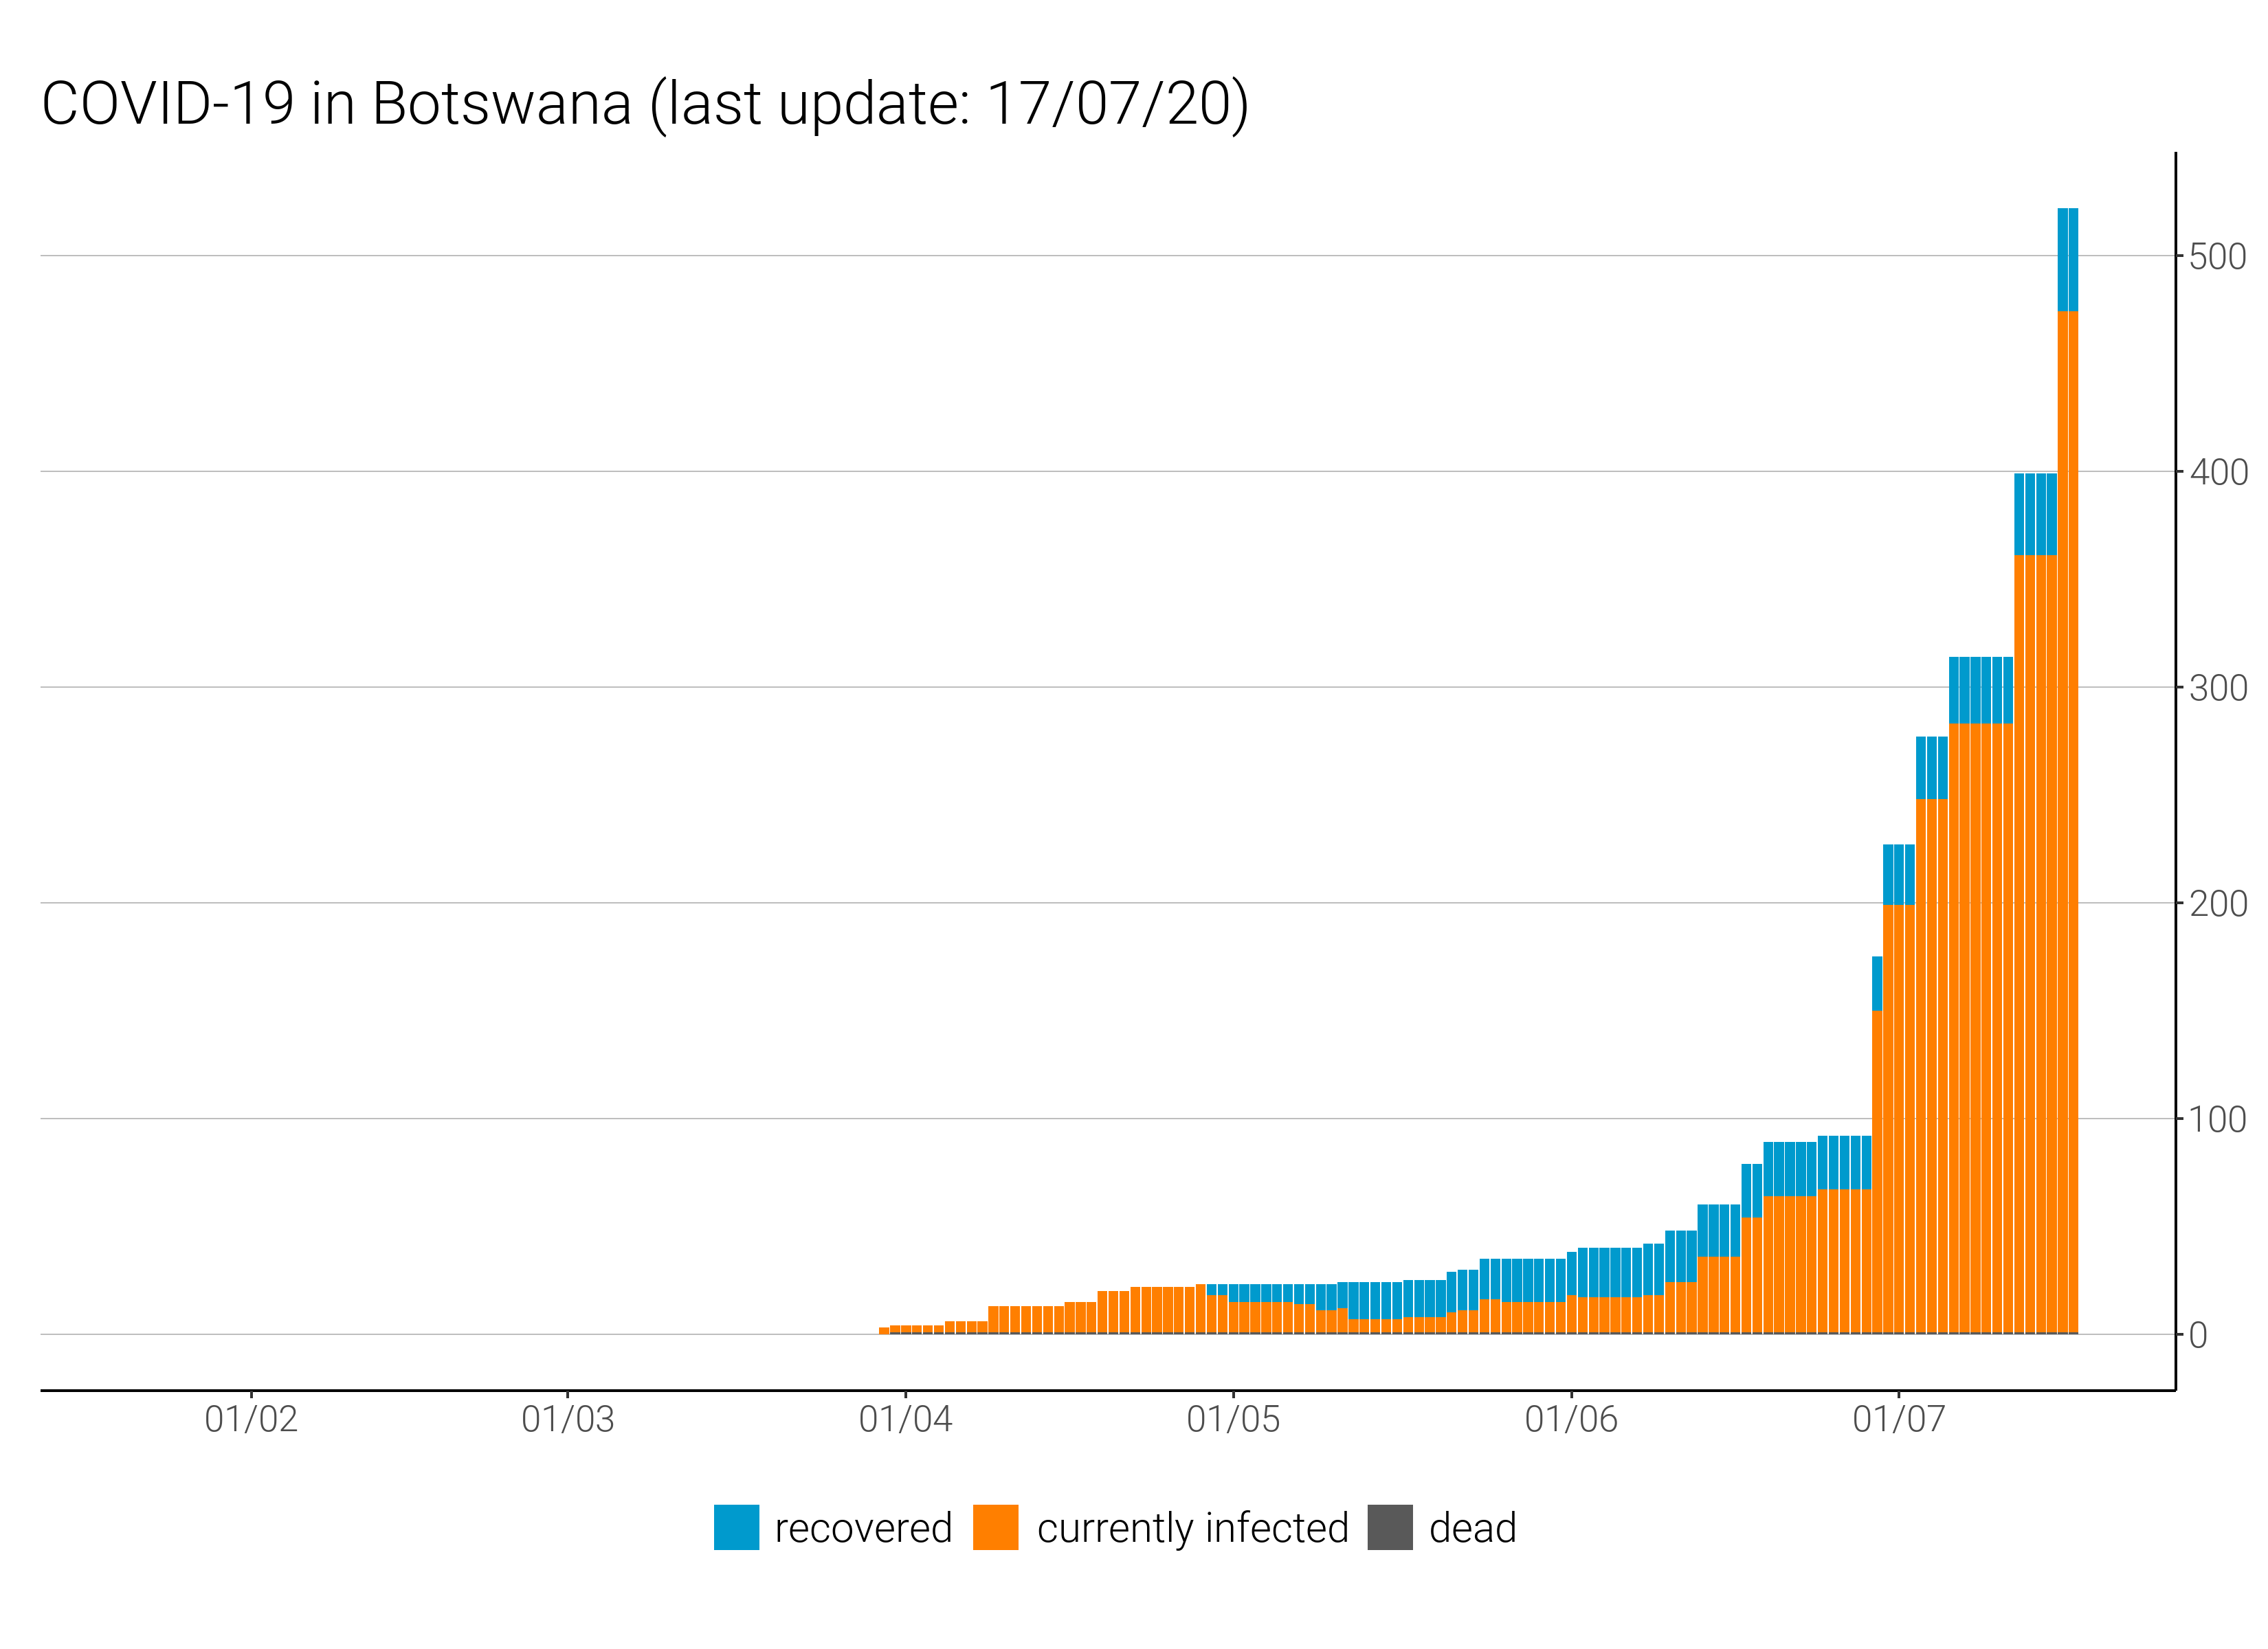 COVID-19 in Botswana (last update: 17/07/20)
500
400
300
200
100
0
01/02 01/03 01/04 01/05 01/06 01/07
recovered currently infected dead